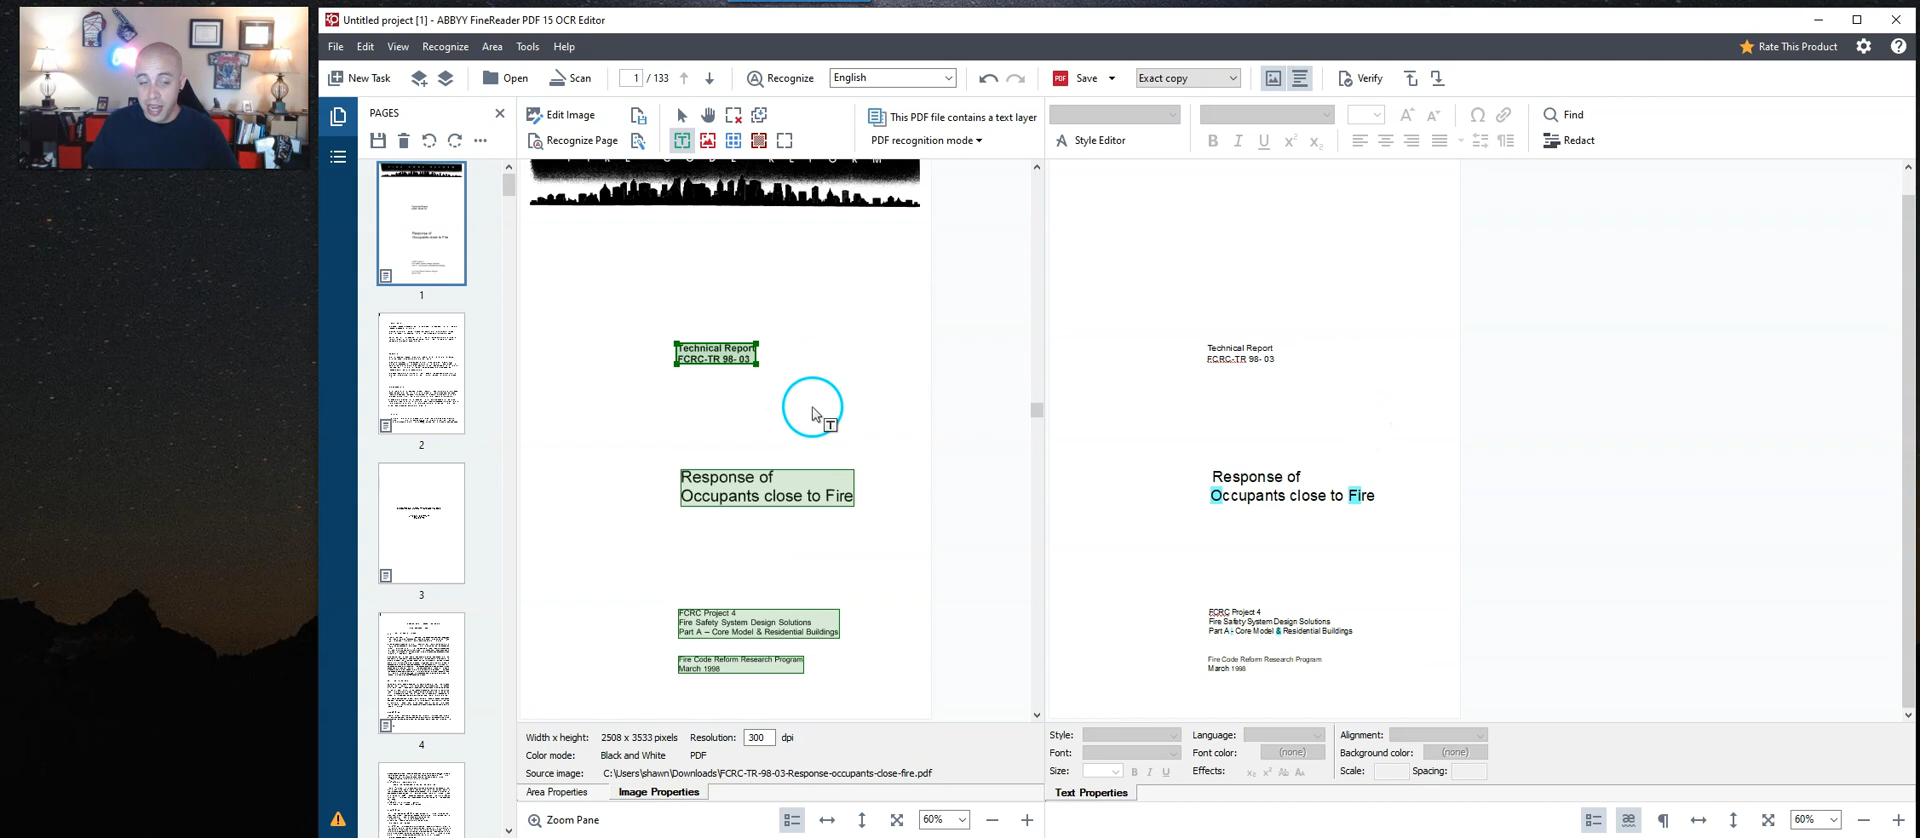 Untitled project [1] - ABBYY FineReader PDF 15 OCR Editor
File Edit View Recognize Area Tools Help
Rate This Product
New Task Open Scan 1 / 133 Recognize English Save Exact copy Verify
PAGES
Edit Image
Recognize Page
This PDF file contains a text layer
PDF recognition mode
Style Editor
Find
Redact
FIRE CODE REFORM
1
2
3
4
Technical Report
FCRC-TR 98- 03
Response of
Occupants close to Fire
FCRC Project 4
Fire Safety System Design Solutions
Part A – Core Model & Residential Buildings
Fire Code Reform Research Program
March 1998
Technical Report
FCRC-TR 98- 03
Response of
Occupants close to Fire
FCRC Project 4
Fire Safety System Design Solutions
Part A - Core Model & Residential Buildings
Fire Code Reform Research Program
March 1998
Width x height: 2508 x 3533 pixels Resolution: 300 dpi
Color mode: Black and White PDF
Source image: C:\Users\shawn\Downloads\FCRC-TR-98-03-Response-occupants-close-fire.pdf
Area Properties Image Properties
Zoom Pane 60%
Style: Language: Alignment:
Font: Font color: (none) Background color: (none)
Size: B I U Effects: Scale: Spacing:
Text Properties
60%